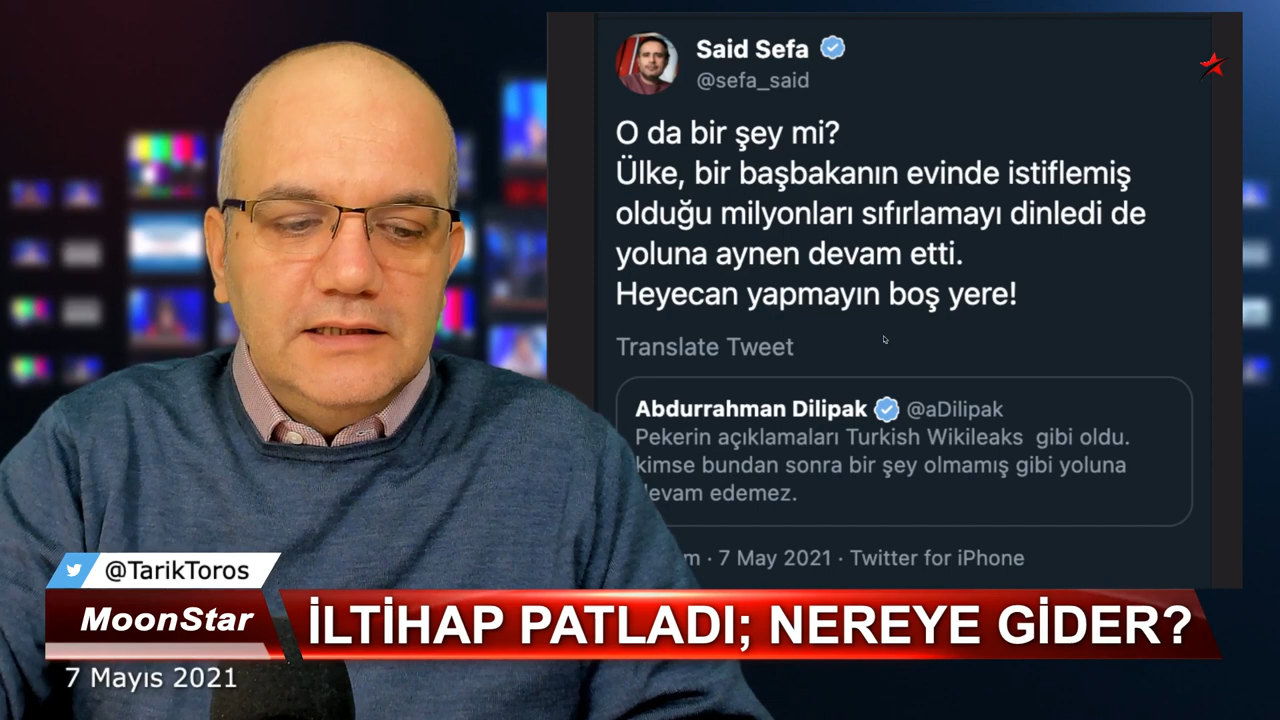 Said Sefa
@sefa_said
O da bir şey mi?
Ülke, bir başbakanın evinde istiflemiş
olduğu milyonları sıfırlamayı dinledi de
yoluna aynen devam etti.
Heyecan yapmayın boş yere!
Translate Tweet
Abdurrahman Dilipak @aDilipak
Pekerin açıklamaları Turkish Wikileaks gibi oldu.
kimse bundan sonra bir şey olmamış gibi yoluna
devam edemez.
m · 7 May 2021 · Twitter for iPhone
@TarikToros
MoonStar
İLTİHAP PATLADI; NEREYE GİDER?
7 Mayıs 2021